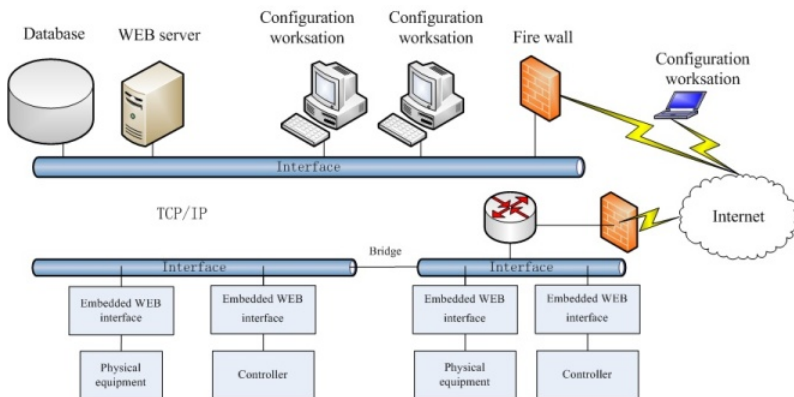 Database
WEB server
Configuration
worksation
Configuration
worksation
Fire wall
Configuration
worksation
Interface
TCP/IP
Internet
Bridge
Interface
Interface
Embedded WEB
interface
Embedded WEB
interface
Embedded WEB
interface
Embedded WEB
interface
Physical
equipment
Controller
Physical
equipment
Controller